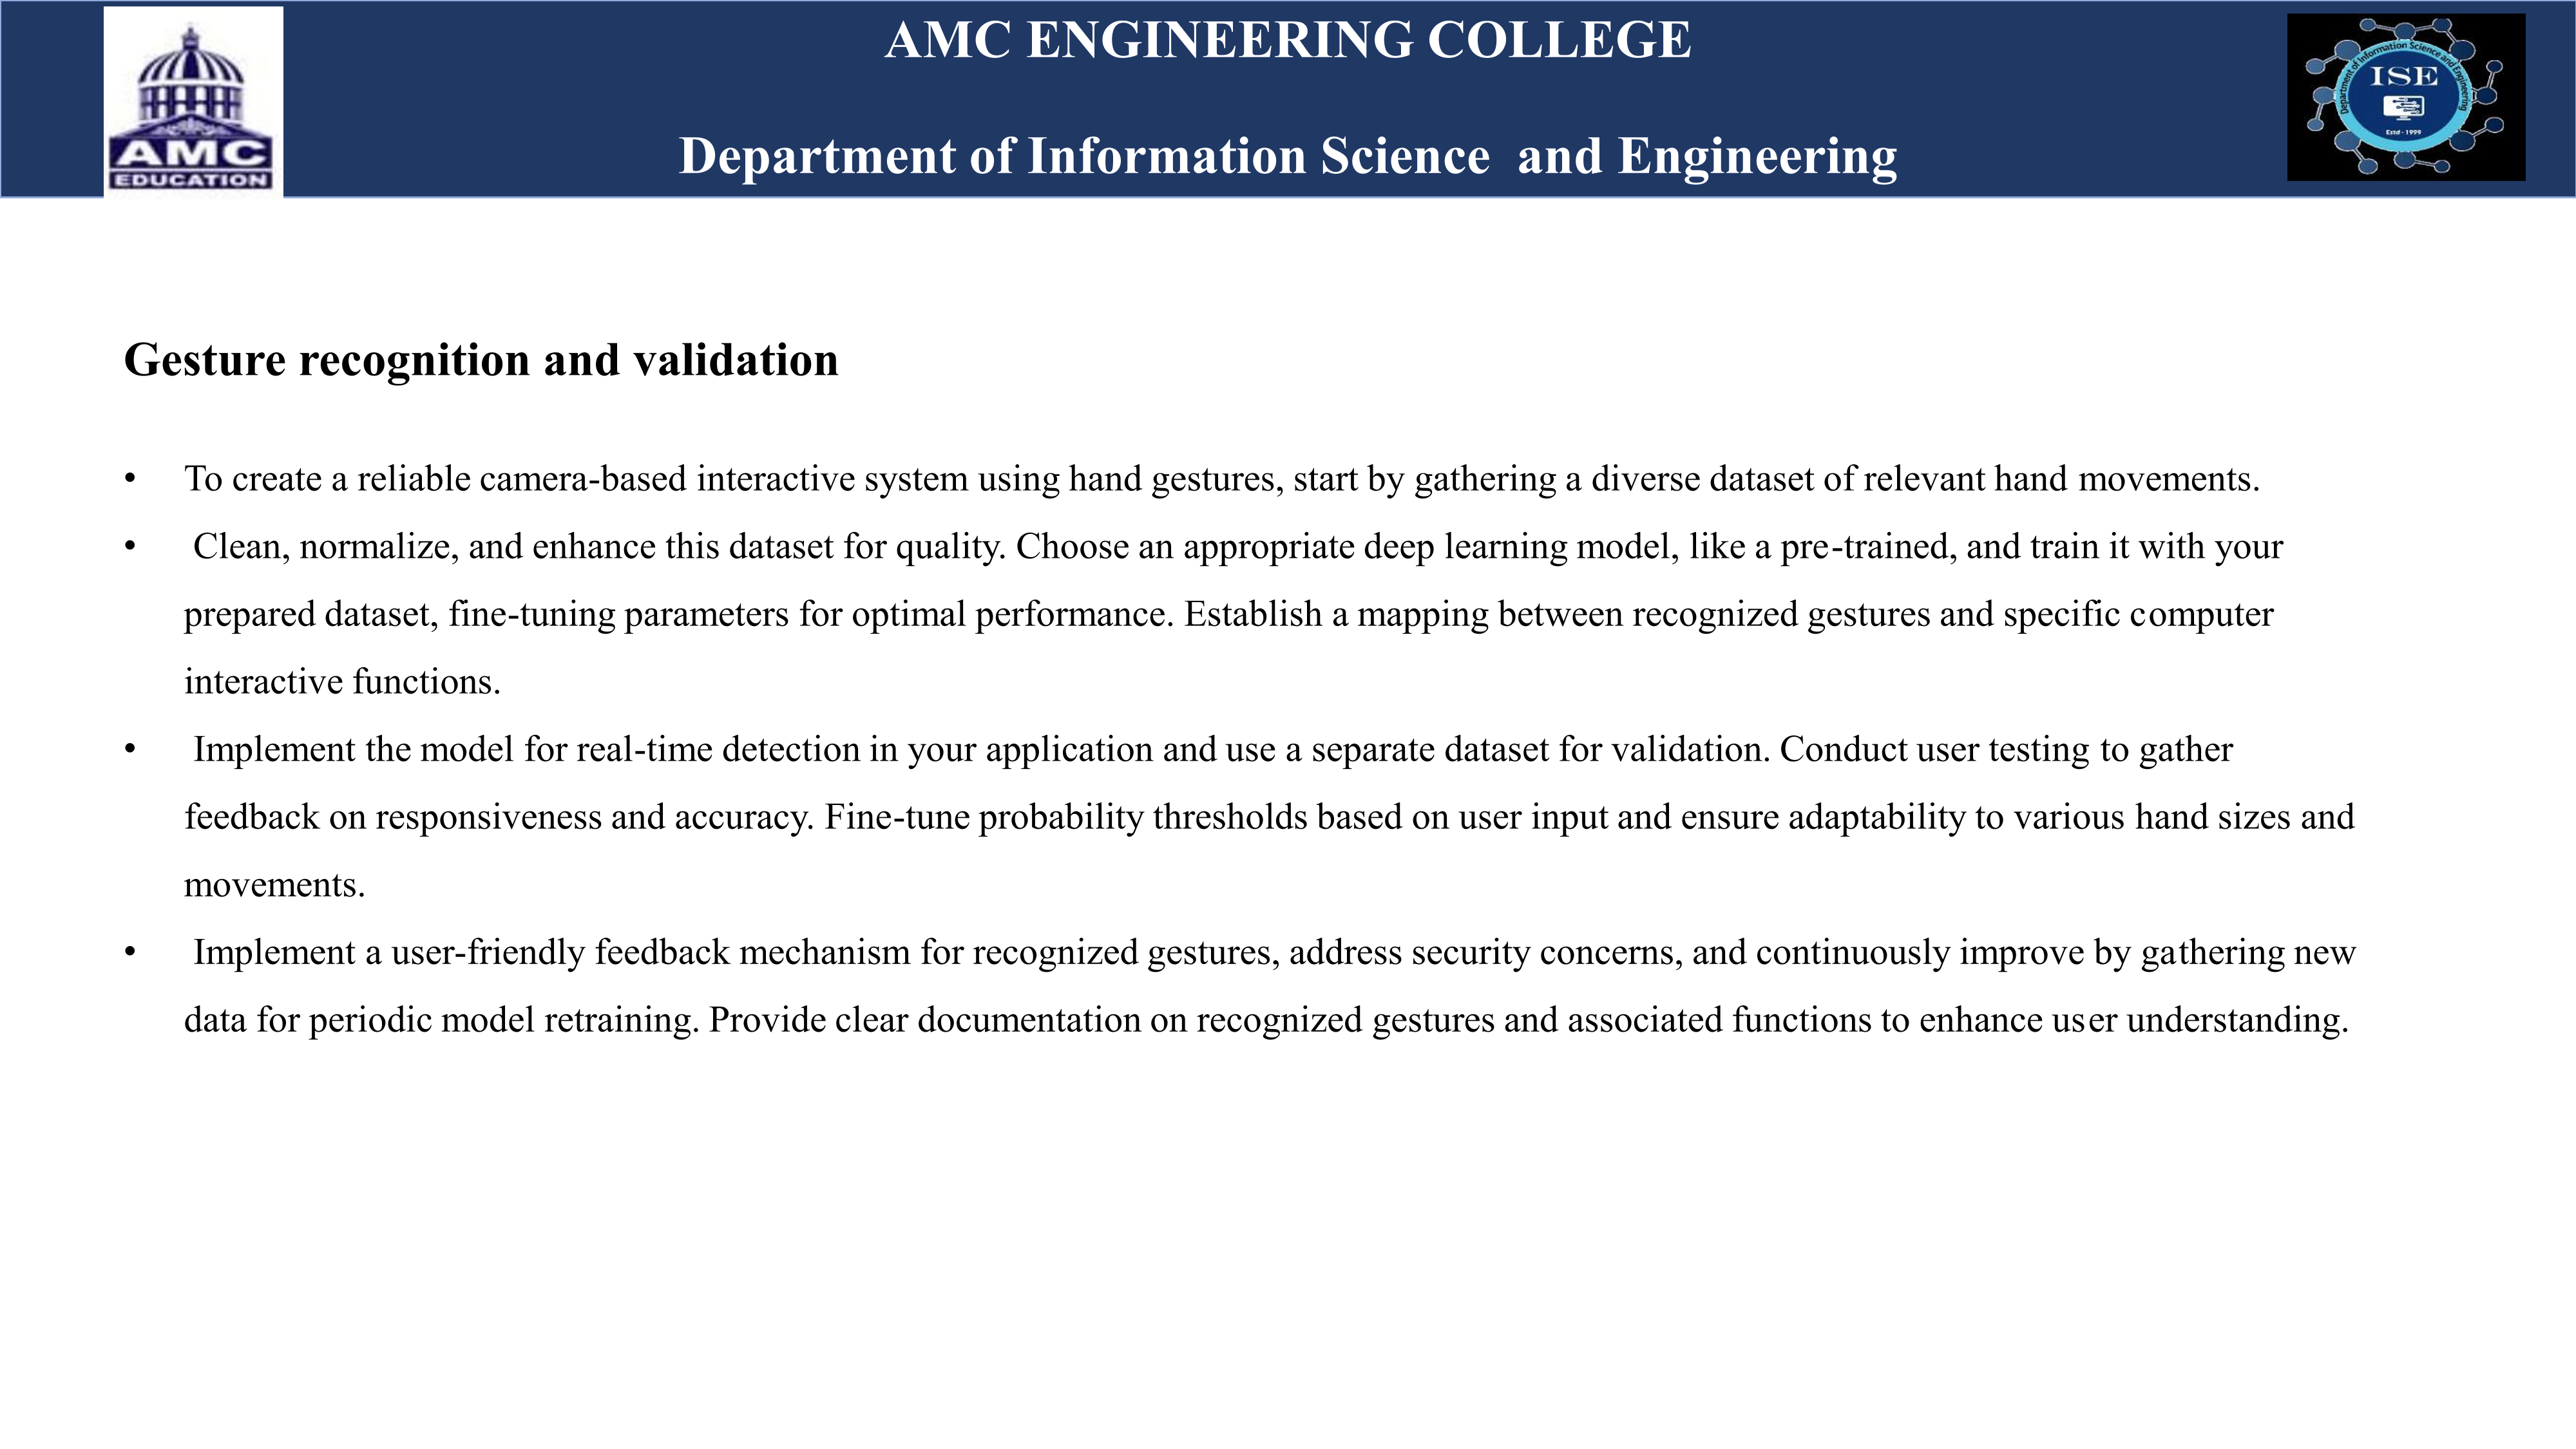 AMC ENGINEERING COLLEGE
Department of Information Science and Engineering
AMC
EDUCATION
Department of Information Science and Engineering
ISE
Estd - 1999
Gesture recognition and validation
• To create a reliable camera-based interactive system using hand gestures, start by gathering a diverse dataset of relevant hand movements.
• Clean, normalize, and enhance this dataset for quality. Choose an appropriate deep learning model, like a pre-trained, and train it with your
prepared dataset, fine-tuning parameters for optimal performance. Establish a mapping between recognized gestures and specific computer
interactive functions.
• Implement the model for real-time detection in your application and use a separate dataset for validation. Conduct user testing to gather
feedback on responsiveness and accuracy. Fine-tune probability thresholds based on user input and ensure adaptability to various hand sizes and
movements.
• Implement a user-friendly feedback mechanism for recognized gestures, address security concerns, and continuously improve by gathering new
data for periodic model retraining. Provide clear documentation on recognized gestures and associated functions to enhance user understanding.